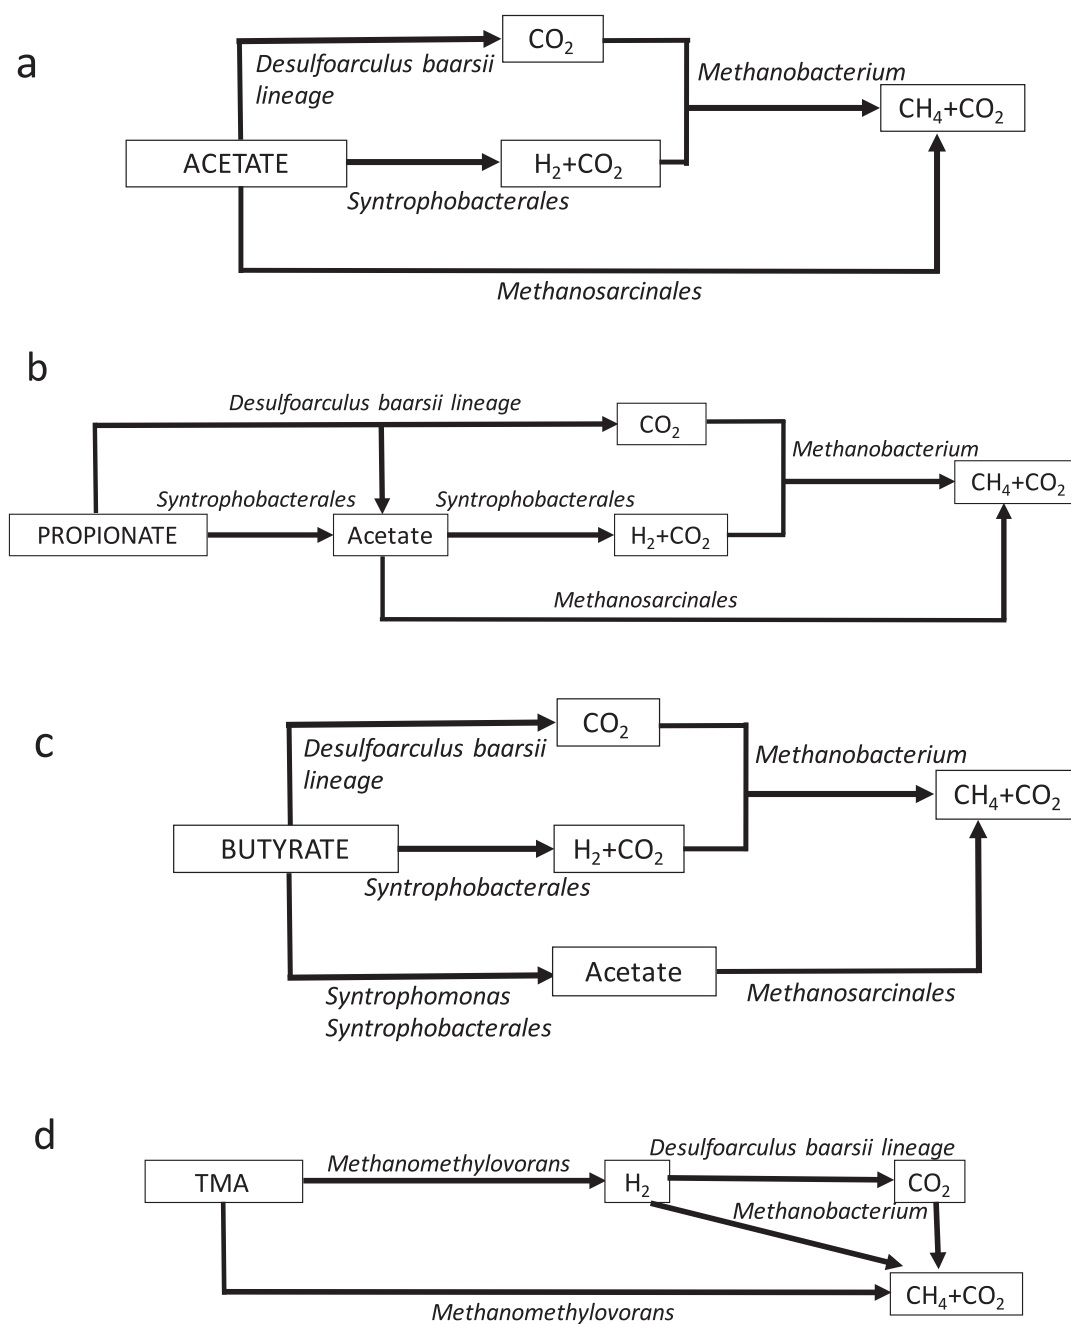 a
CO₂
Desulfoarculus baarsii
lineage
Methanobacterium
CH₄+CO₂
ACETATE
H₂+CO₂
Syntrophobacterales
Methanosarcinales
b
Desulfoarculus baarsii lineage
CO₂
Methanobacterium
CH₄+CO₂
Syntrophobacterales
Syntrophobacterales
PROPIONATE
Acetate
H₂+CO₂
Methanosarcinales
c
CO₂
Desulfoarculus baarsii
lineage
Methanobacterium
CH₄+CO₂
BUTYRATE
H₂+CO₂
Syntrophobacterales
Acetate
Syntrophomonas
Syntrophobacterales
Methanosarcinales
d
Desulfoarculus baarsii lineage
Methanomethylovorans
TMA
H₂
CO₂
Methanobacterium
CH₄+CO₂
Methanomethylovorans